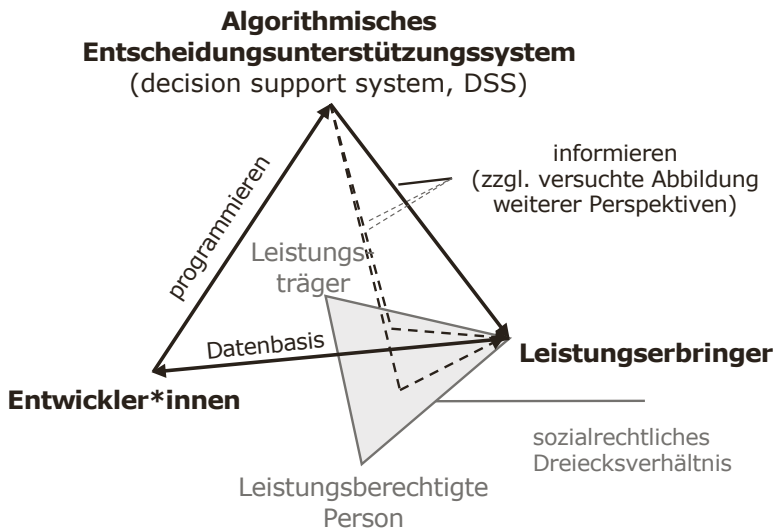 Algorithmisches
Entscheidungsunterstützungssystem
(decision support system, DSS)
programmieren
informieren
(zzgl. versuchte Abbildung
weiterer Perspektiven)
Leistungs-
träger
Datenbasis
Leistungserbringer
Entwickler*innen
sozialrechtliches
Dreiecksverhältnis
Leistungsberechtigte
Person